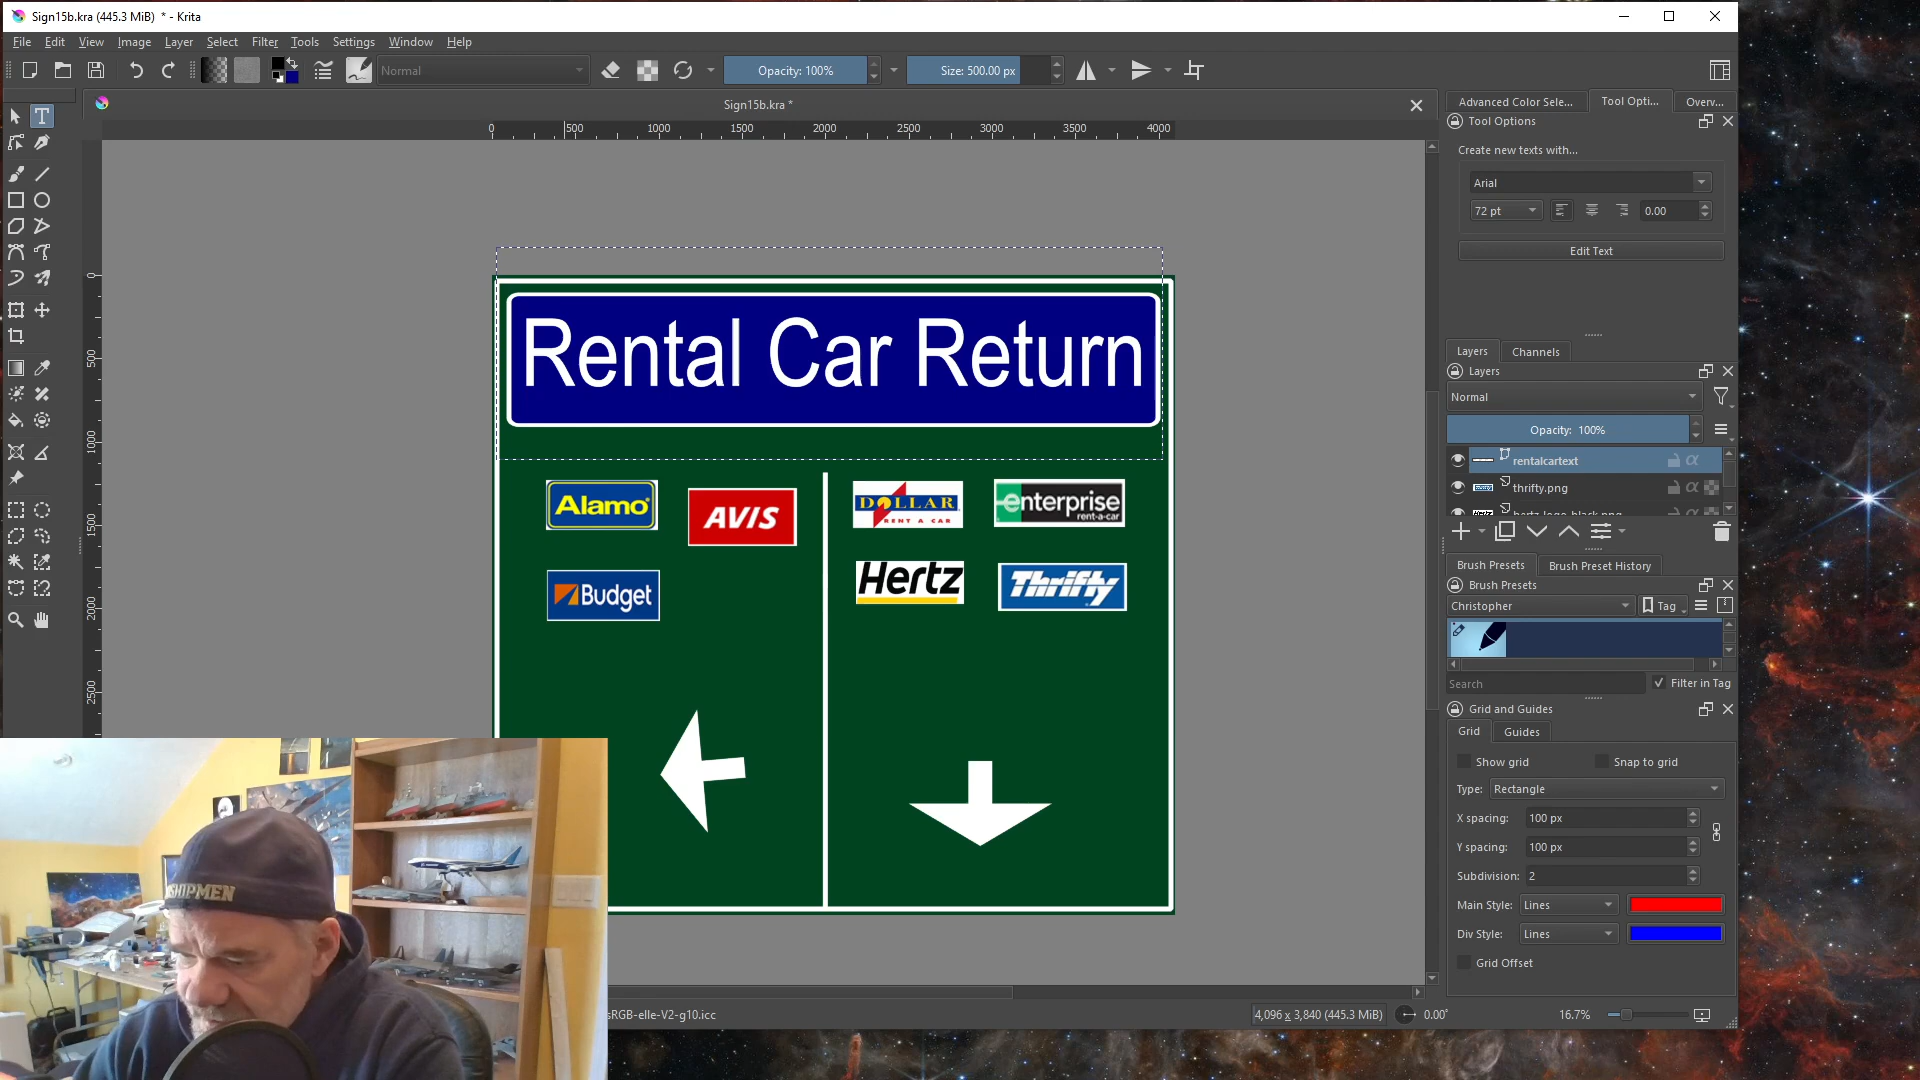 Sign15b.kra (445.3 MiB) * - Krita
File Edit View Image Layer Select Filter Tools Settings Window Help
Normal
Opacity: 100%
Size: 500.00 px
Sign15b.kra *
0 500 1000 1500 2000 2500 3000 3500 4000
0
500
1000
1500
2000
2500
Rental Car Return
Alamo
AVIS
DOLLAR
RENT A CAR
enterprise
rent-a-car
Budget
Hertz
Thrifty
SHIPMEN
sRGB-elle-V2-g10.icc
4,096 x 3,840 (445.3 MiB)
0.00°
16.7%
Advanced Color Sele... Tool Opti... Overv...
Tool Options
Create new texts with...
Arial
72 pt
0.00
Edit Text
Layers Channels
Layers
Normal
Opacity: 100%
rentalcartext
thrifty.png
Brush Presets Brush Preset History
Brush Presets
Christopher
Tag
Search
Filter in Tag
Grid and Guides
Grid Guides
Show grid Snap to grid
Type: Rectangle
X spacing: 100 px
Y spacing: 100 px
Subdivision: 2
Main Style: Lines
Div Style: Lines
Grid Offset